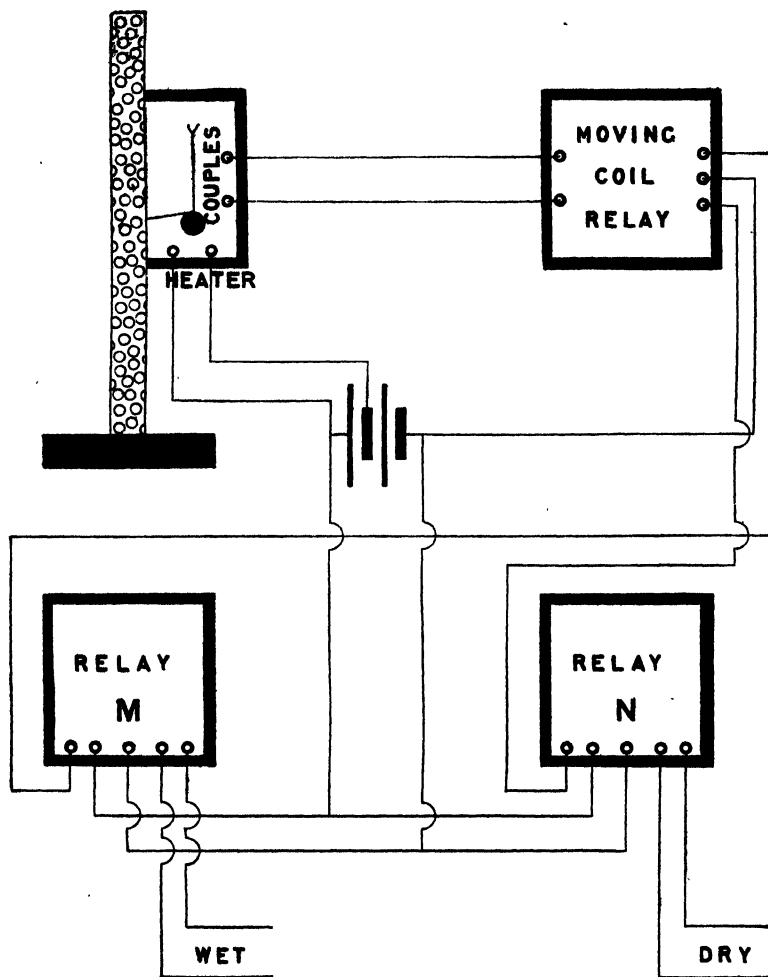 COUPLES
HEATER
MOVING
COIL
RELAY
RELAY
M
RELAY
N
WET
DRY